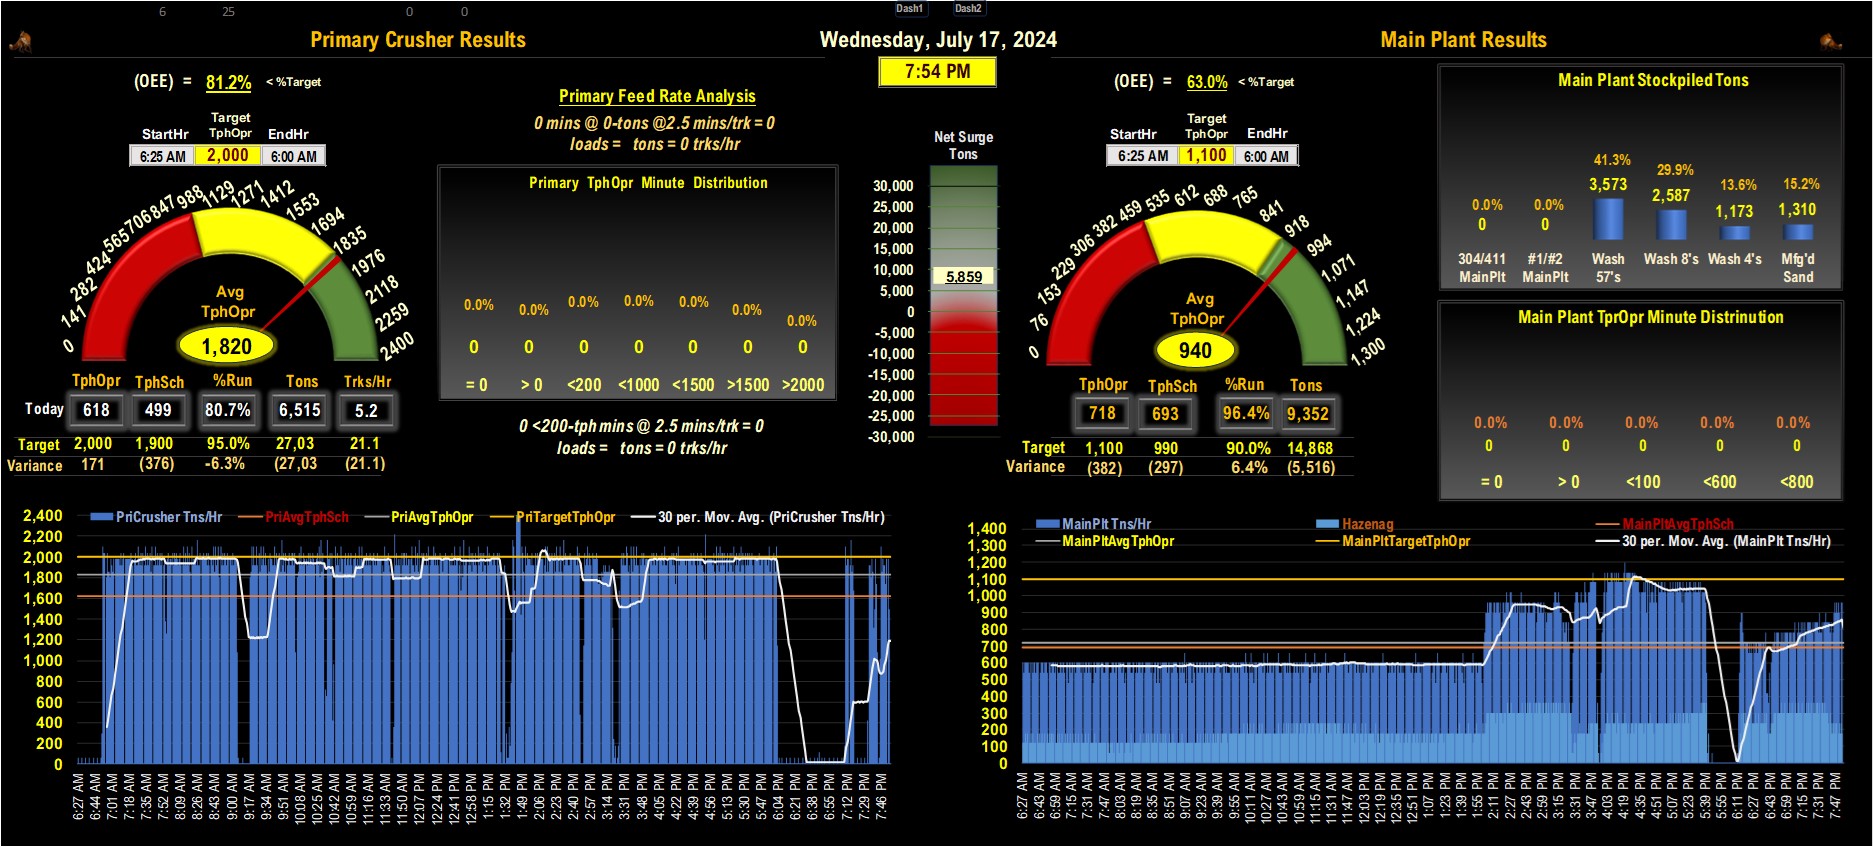 6 25 0 0 Dash1 Dash2
Primary Crusher Results
Wednesday, July 17, 2024
Main Plant Results
7:54 PM
(OEE) = 81.2% < %Target
StartHr Target TphOpr EndHr
6:25 AM 2,000 6:00 AM
0 141 282 424 565 706 847 988 1129 1271 1412 1553 1694 1835 1976 2118 2259 2400
Avg
TphOpr
1,820
TphOpr TphSch %Run Tons Trks/Hr
Today 618 499 80.7% 6,515 5.2
Target 2,000 1,900 95.0% 27,03 21.1
Variance 171 (376) -6.3% (27,03 (21.1)
Primary Feed Rate Analysis
0 mins @ 0-tons @2.5 mins/trk = 0
loads = tons = 0 trks/hr
Primary TphOpr Minute Distribution
0.0% 0.0% 0.0% 0.0% 0.0% 0.0% 0.0%
0 0 0 0 0 0 0
= 0 > 0 <200 <1000 <1500 >1500 >2000
0 <200-tph mins @ 2.5 mins/trk = 0
loads = tons = 0 trks/hr
Net Surge
Tons
30,000
25,000
20,000
15,000
10,000
5,859
5,000
0
-5,000
-10,000
-15,000
-20,000
-25,000
-30,000
(OEE) = 63.0% < %Target
StartHr Target TphOpr EndHr
6:25 AM 1,100 6:00 AM
0 76 153 229 306 382 459 535 612 688 765 841 918 994 1,071 1,147 1,224 1,300
Avg
TphOpr
940
TphOpr TphSch %Run Tons
718 693 96.4% 9,352
Target 1,100 990 90.0% 14,868
Variance (382) (297) 6.4% (5,516)
Main Plant Stockpiled Tons
0.0% 0.0% 41.3% 29.9% 13.6% 15.2%
0 0 3,573 2,587 1,173 1,310
304/411 MainPlt #1/#2 MainPlt Wash 57's Wash 8's Wash 4's Mfg'd Sand
Main Plant TprOpr Minute Distrinution
0.0% 0.0% 0.0% 0.0% 0.0%
0 0 0 0 0
= 0 > 0 <100 <600 <800
PriCrusher Tns/Hr PriAvgTphSch PriAvgTphOpr PriTargetTphOpr 30 per. Mov. Avg. (PriCrusher Tns/Hr)
2,400
2,200
2,000
1,800
1,600
1,400
1,200
1,000
800
600
400
200
0
6:27 AM 6:44 AM 7:01 AM 7:18 AM 7:35 AM 7:52 AM 8:09 AM 8:26 AM 8:43 AM 9:00 AM 9:17 AM 9:34 AM 9:51 AM 10:08 AM 10:25 AM 10:42 AM 10:59 AM 11:16 AM 11:33 AM 11:50 AM 12:07 PM 12:24 PM 12:41 PM 12:58 PM 1:15 PM 1:32 PM 1:49 PM 2:06 PM 2:23 PM 2:40 PM 2:57 PM 3:14 PM 3:31 PM 3:48 PM 4:05 PM 4:22 PM 4:39 PM 4:56 PM 5:13 PM 5:30 PM 5:47 PM 6:04 PM 6:21 PM 6:38 PM 6:55 PM 7:12 PM 7:29 PM 7:46 PM
MainPlt Tns/Hr Hazenag MainPltAvgTphSch
MainPltAvgTphOpr MainPltTargetTphOpr 30 per. Mov. Avg. (MainPlt Tns/Hr)
1,400
1,300
1,200
1,100
1,000
900
800
700
600
500
400
300
200
100
0
6:27 AM 6:43 AM 6:59 AM 7:15 AM 7:31 AM 7:47 AM 8:03 AM 8:19 AM 8:35 AM 8:51 AM 9:07 AM 9:23 AM 9:39 AM 9:55 AM 10:11 AM 10:27 AM 10:43 AM 10:59 AM 11:15 AM 11:31 AM 11:47 AM 12:03 PM 12:19 PM 12:35 PM 12:51 PM 1:07 PM 1:23 PM 1:39 PM 1:55 PM 2:11 PM 2:27 PM 2:43 PM 2:59 PM 3:15 PM 3:31 PM 3:47 PM 4:03 PM 4:19 PM 4:35 PM 4:51 PM 5:07 PM 5:23 PM 5:39 PM 5:55 PM 6:11 PM 6:27 PM 6:43 PM 6:59 PM 7:15 PM 7:31 PM 7:47 PM